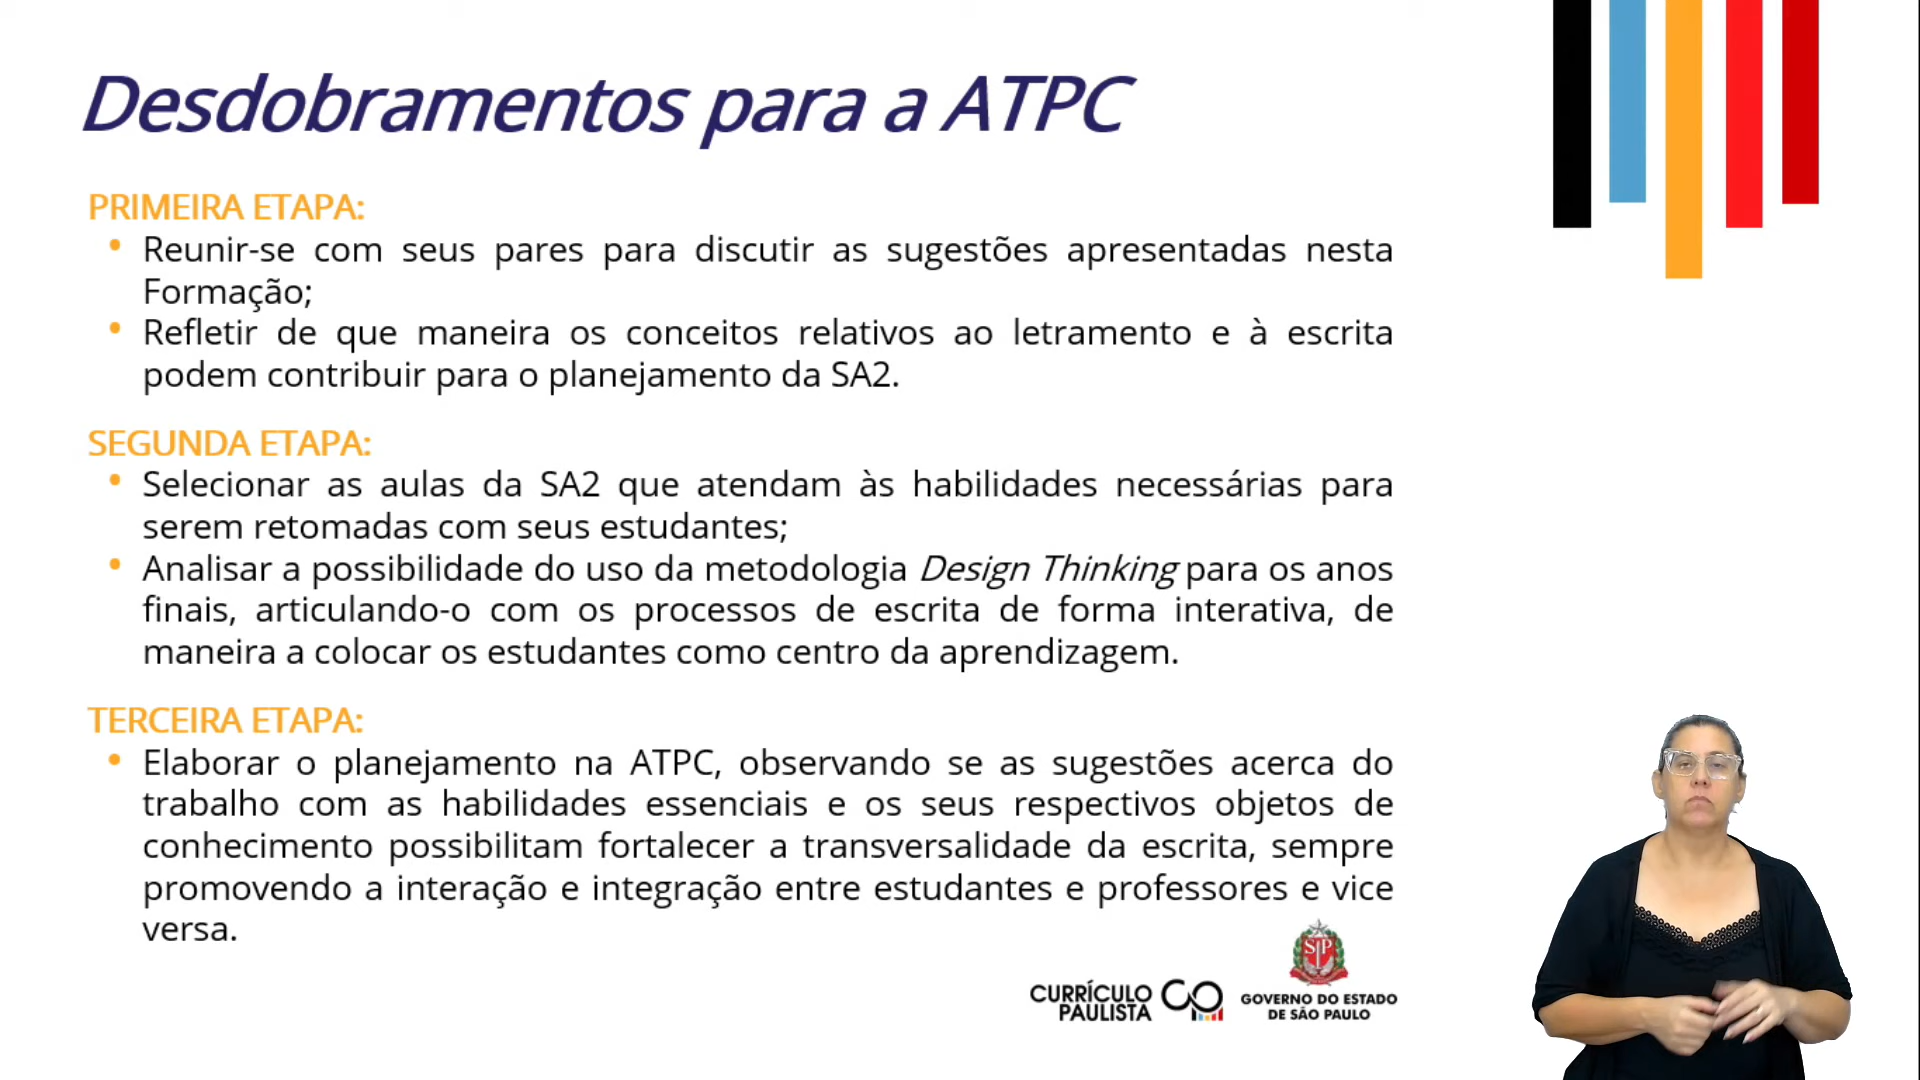 Desdobramentos para a ATPC
PRIMEIRA ETAPA:
• Reunir-se com seus pares para discutir as sugestões apresentadas nesta
Formação;
• Refletir de que maneira os conceitos relativos ao letramento e à escrita
podem contribuir para o planejamento da SA2.
SEGUNDA ETAPA:
• Selecionar as aulas da SA2 que atendam às habilidades necessárias para
serem retomadas com seus estudantes;
• Analisar a possibilidade do uso da metodologia Design Thinking para os anos
finais, articulando-o com os processos de escrita de forma interativa, de
maneira a colocar os estudantes como centro da aprendizagem.
TERCEIRA ETAPA:
• Elaborar o planejamento na ATPC, observando se as sugestões acerca do
trabalho com as habilidades essenciais e os seus respectivos objetos de
conhecimento possibilitam fortalecer a transversalidade da escrita, sempre
promovendo a interação e integração entre estudantes e professores e vice
versa.
CURRÍCULO
PAULISTA
SP
GOVERNO DO ESTADO
DE SÃO PAULO